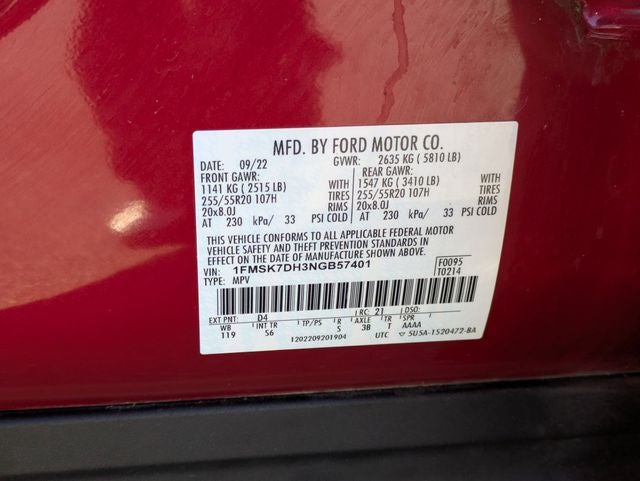 MFD. BY FORD MOTOR CO.
DATE: 09/22 GVWR: 2635 KG ( 5810 LB)
FRONT GAWR: REAR GAWR:
1141 KG ( 2515 LB) WITH 1547 KG ( 3410 LB) WITH
255/55R20 107H TIRES 255/55R20 107H TIRES
20x8.0J RIMS 20x8.0J RIMS
AT 230 kPa/ 33 PSI COLD AT 230 kPa/ 33 PSI COLD
THIS VEHICLE CONFORMS TO ALL APPLICABLE FEDERAL MOTOR
VEHICLE SAFETY AND THEFT PREVENTION STANDARDS IN
EFFECT ON THE DATE OF MANUFACTURE SHOWN ABOVE.
VIN: 1FMSK7DH3NGB57401 F0095
TYPE: MPV T0214
EXT PNT: D4 RC: 21 DSO:
WB INT TR TP/PS R AXLE TR SPR
119 S6 S 3B T AAAA
1202209201904 UTC 5U5A-1520472-BA